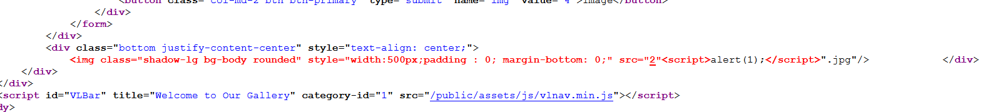 <button class="col-md-2 btn btn-primary" type="submit" name="img" value="4">Image</button>
</div>
</form>
</div>
<div class="bottom justify-content-center" style="text-align: center;">
<img class="shadow-lg bg-body rounded" style="width:500px;padding : 0; margin-bottom: 0;" src="2"<script>alert(1);</script>".jpg"/> </div>
</div>
</div>
<script id="VLBar" title="Welcome to Our Gallery" category-id="1" src="/public/assets/js/vlnav.min.js"></script>
dy>